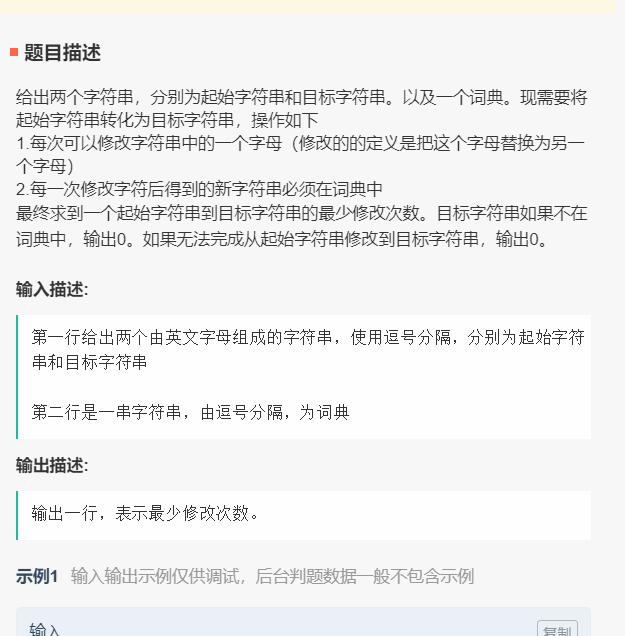 题目描述
给出两个字符串，分别为起始字符串和目标字符串。以及一个词典。现需要将
起始字符串转化为目标字符串，操作如下
1.每次可以修改字符串中的一个字母（修改的的定义是把这个字母替换为另一
个字母）
2.每一次修改字符后得到的新字符串必须在词典中
最终求到一个起始字符串到目标字符串的最少修改次数。目标字符串如果不在
词典中，输出0。如果无法完成从起始字符串修改到目标字符串，输出0。
输入描述:
第一行给出两个由英文字母组成的字符串，使用逗号分隔，分别为起始字符
串和目标字符串
第二行是一串字符串，由逗号分隔，为词典
输出描述:
输出一行，表示最少修改次数。
示例1 输入输出示例仅供调试，后台判题数据一般不包含示例
输入 复制